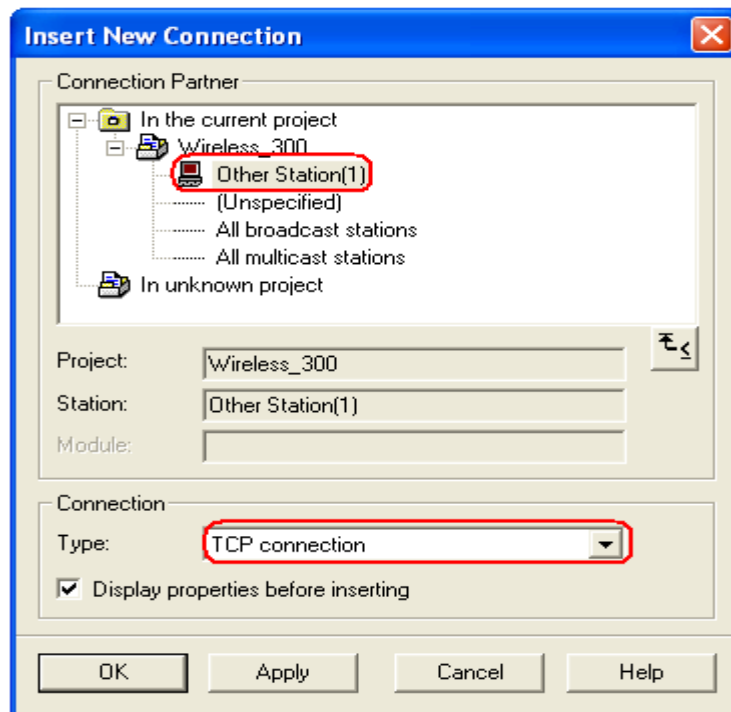 Insert New Connection
Connection Partner
In the current project
Wireless_300
Other Station(1)
(Unspecified)
All broadcast stations
All multicast stations
In unknown project
Project:
Wireless_300
Station:
Other Station(1)
Module:
Connection
Type:
TCP connection
Display properties before inserting
OK
Apply
Cancel
Help